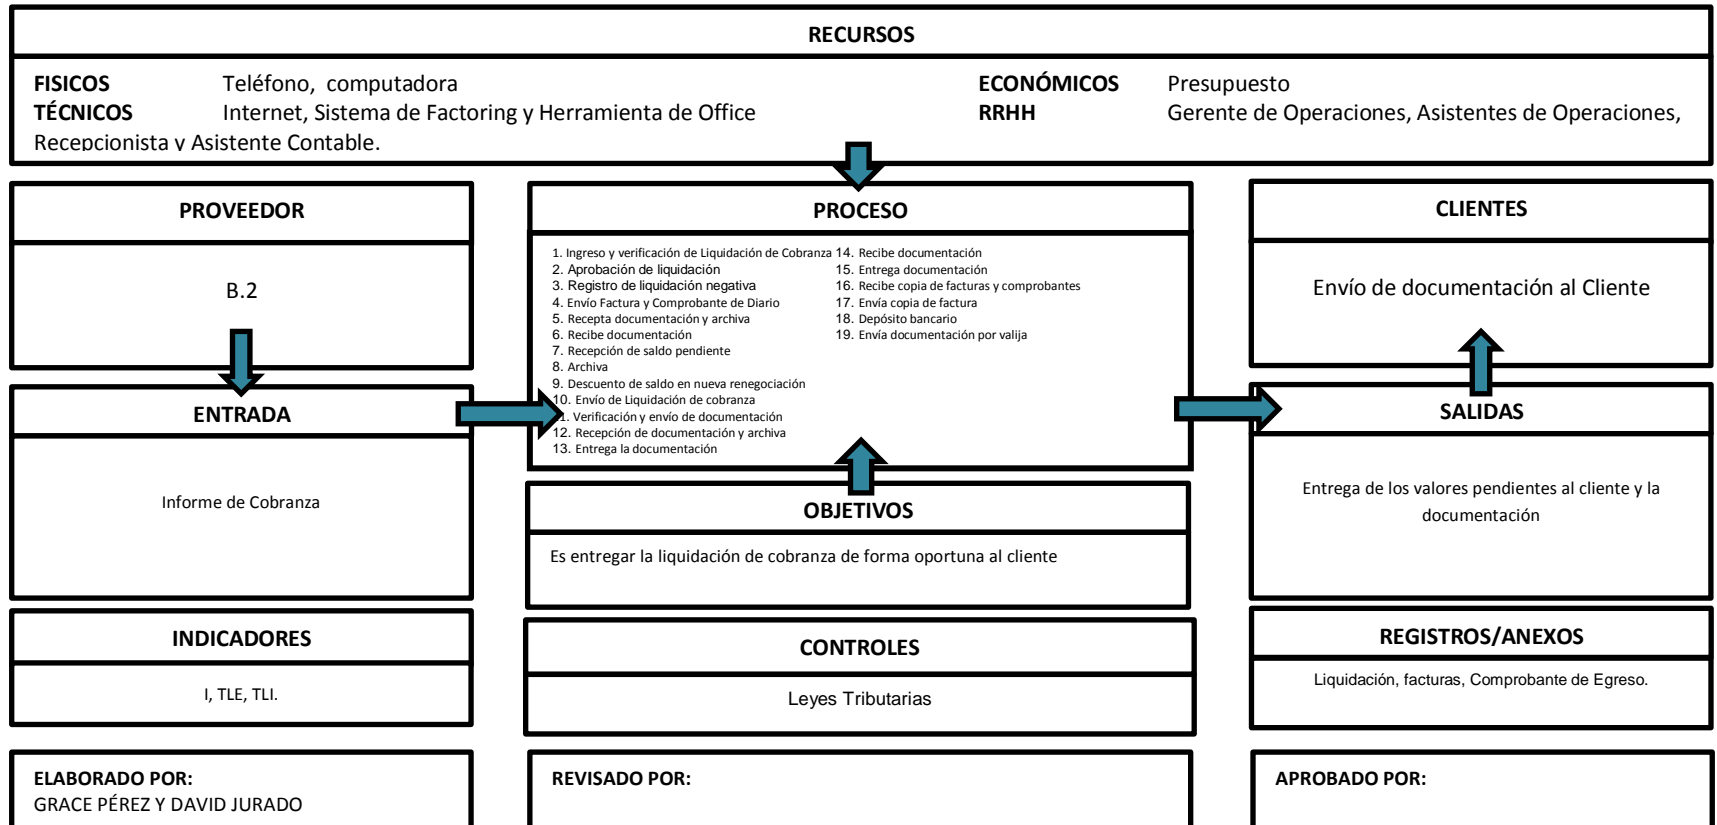 RECURSOS
FISICOS Teléfono, computadora ECONÓMICOS Presupuesto
TÉCNICOS Internet, Sistema de Factoring y Herramienta de Office RRHH Gerente de Operaciones, Asistentes de Operaciones,
Recepcionista y Asistente Contable.
PROVEEDOR
B.2
ENTRADA
Informe de Cobranza
INDICADORES
I, TLE, TLI.
PROCESO
1. Ingreso y verificación de Liquidación de Cobranza
2. Aprobación de liquidación
3. Registro de liquidación negativa
4. Envío Factura y Comprobante de Diario
5. Recepta documentación y archiva
6. Recibe documentación
7. Recepción de saldo pendiente
8. Archiva
9. Descuento de saldo en nueva renegociación
10. Envío de Liquidación de cobranza
1. Verificación y envío de documentación
12. Recepción de documentación y archiva
13. Entrega la documentación
14. Recibe documentación
15. Entrega documentación
16. Recibe copia de facturas y comprobantes
17. Envía copia de factura
18. Depósito bancario
19. Envía documentación por valija
OBJETIVOS
Es entregar la liquidación de cobranza de forma oportuna al cliente
CONTROLES
Leyes Tributarias
CLIENTES
Envío de documentación al Cliente
SALIDAS
Entrega de los valores pendientes al cliente y la
documentación
REGISTROS/ANEXOS
Liquidación, facturas, Comprobante de Egreso.
ELABORADO POR:
GRACE PÉREZ Y DAVID JURADO
REVISADO POR:
APROBADO POR: